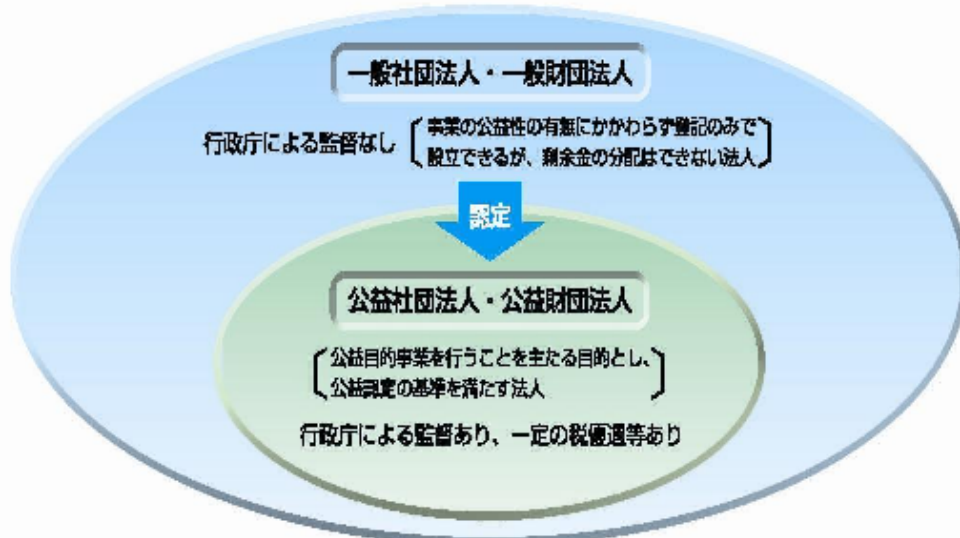 一般社団法人・一般財団法人
行政庁による監督なし
事業の公益性の有無にかかわらず登記のみで
設立できるが、剰余金の分配はできない法人
認定
公益社団法人・公益財団法人
公益目的事業を行うことを主たる目的とし、
公益認定の基準を満たす法人
行政庁による監督あり、一定の税優遇等あり